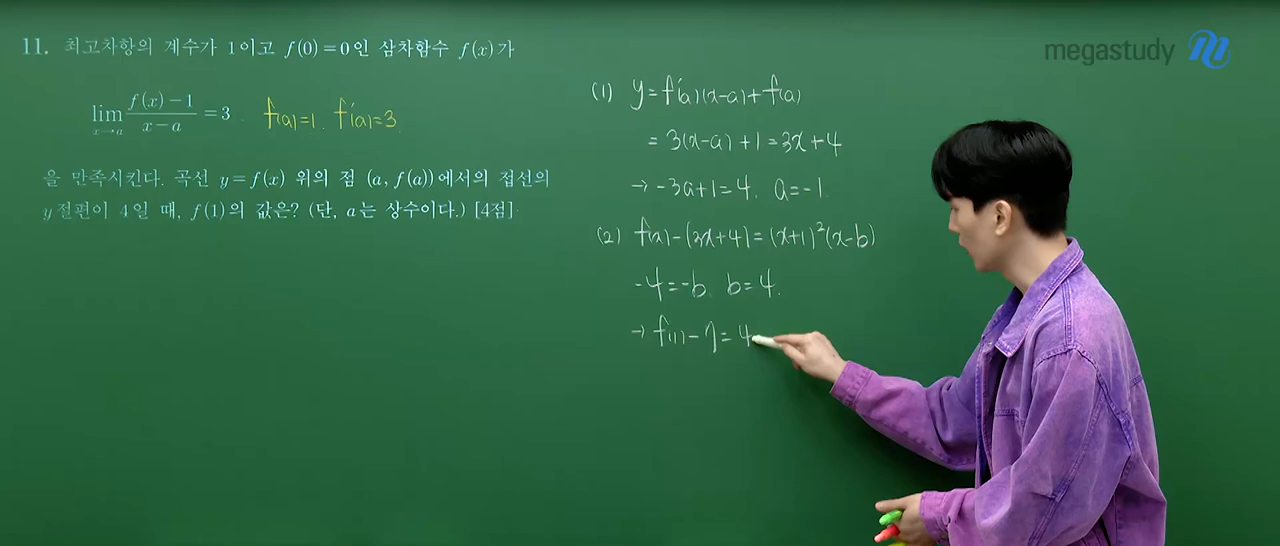 11. 최고차항의 계수가 1이고 f(0)=0인 삼차함수 f(x)가
lim x→a (f(x)-1)/(x-a) = 3. f(a)=1. f'(a)=3.
을 만족시킨다. 곡선 y=f(x) 위의 점 (a, f(a))에서의 접선의
y절편이 4일 때, f(1)의 값은? (단, a는 상수이다.) [4점]
megastudy
(1) y=f'(a)(x-a)+f(a)
= 3(x-a)+1=3x+4
→ -3a+1=4. a=-1.
(2) f(x)-(3x+4)=(x+1)²(x-b)
-4=-b. b=4.
→ f(1)-7=4